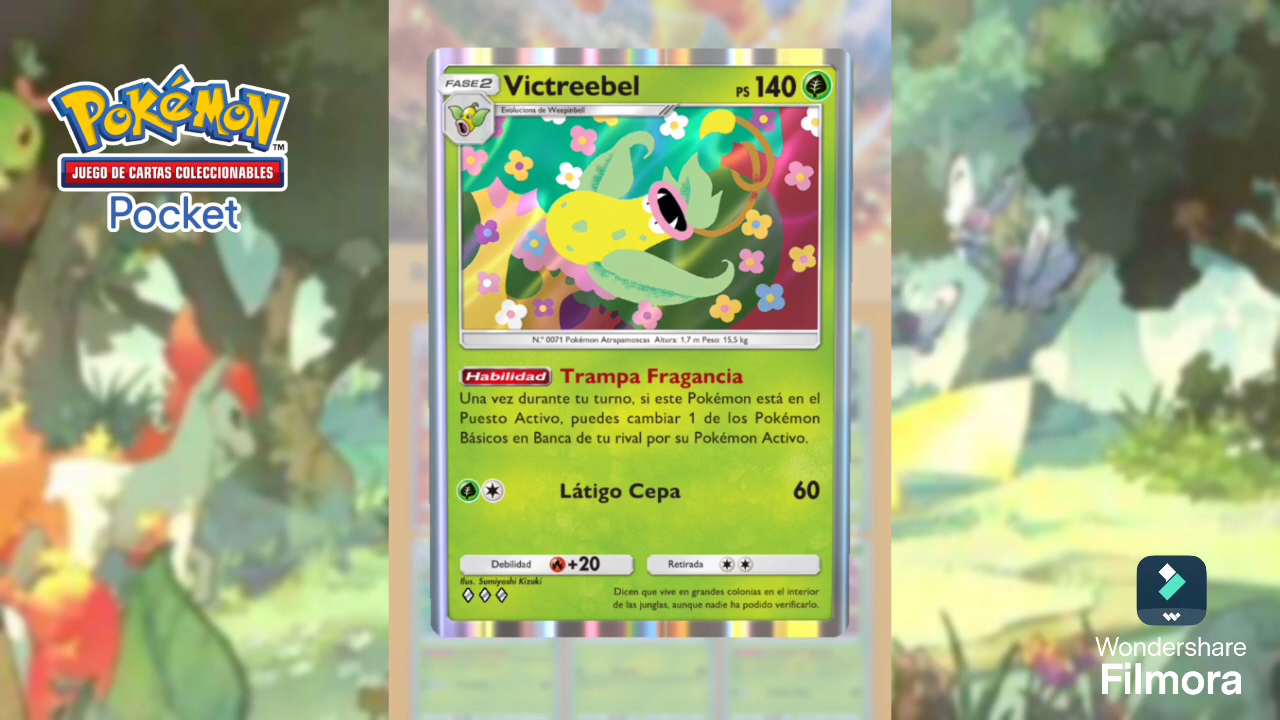 POKÉMON
TM
JUEGO DE CARTAS COLECCIONABLES
Pocket
FASE2 Victreebel PS 140
Evoluciona de Weepinbell
N.º 0071 Pokémon Atrapamoscas Altura: 1,7 m Peso: 15,5 kg
Habilidad Trampa Fragancia
Una vez durante tu turno, si este Pokémon está en el
Puesto Activo, puedes cambiar 1 de los Pokémon
Básicos en Banca de tu rival por su Pokémon Activo.
Látigo Cepa 60
Debilidad +20 Retirada
Ilus. Sumiyoshi Kizuki
Dicen que vive en grandes colonias en el interior
de las junglas, aunque nadie ha podido verificarlo.
Wondershare
Filmora